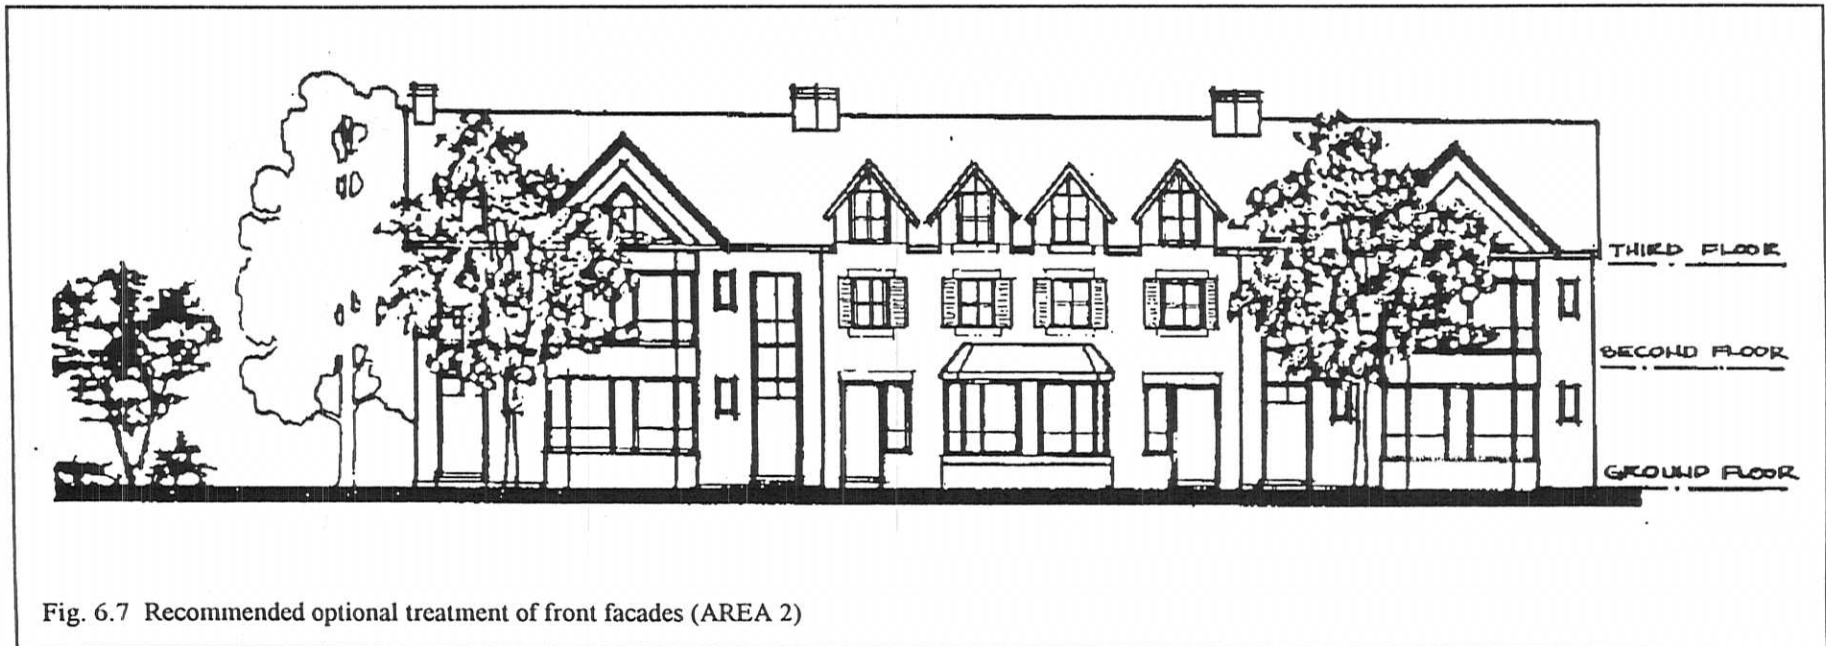 THIRD FLOOR
SECOND FLOOR
GROUND FLOOR
Fig. 6.7 Recommended optional treatment of front facades (AREA 2)